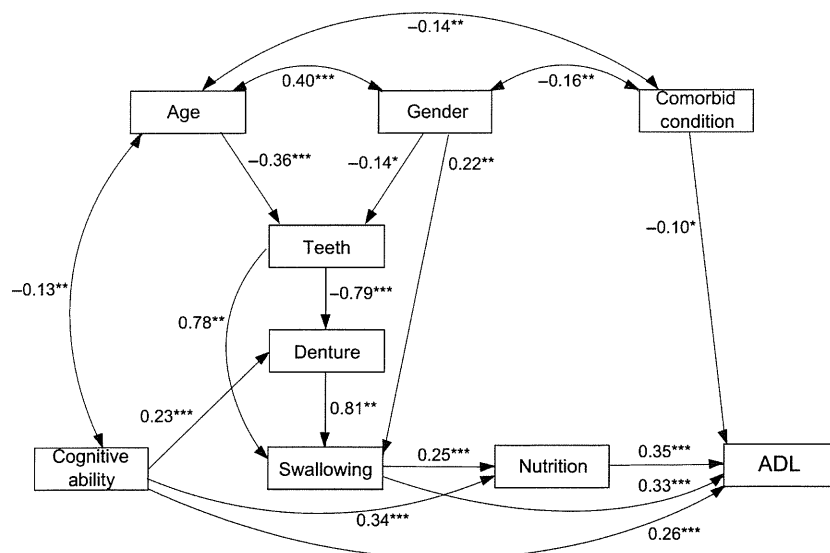 –0.14**
0.40***
–0.16**
Age
Gender
Comorbid
condition
–0.36***
–0.14*
0.22**
–0.10*
Teeth
–0.13**
–0.79***
0.78**
Denture
0.23***
0.81**
Cognitive
ability
Swallowing
0.25***
Nutrition
0.35***
ADL
0.33***
0.34***
0.26***